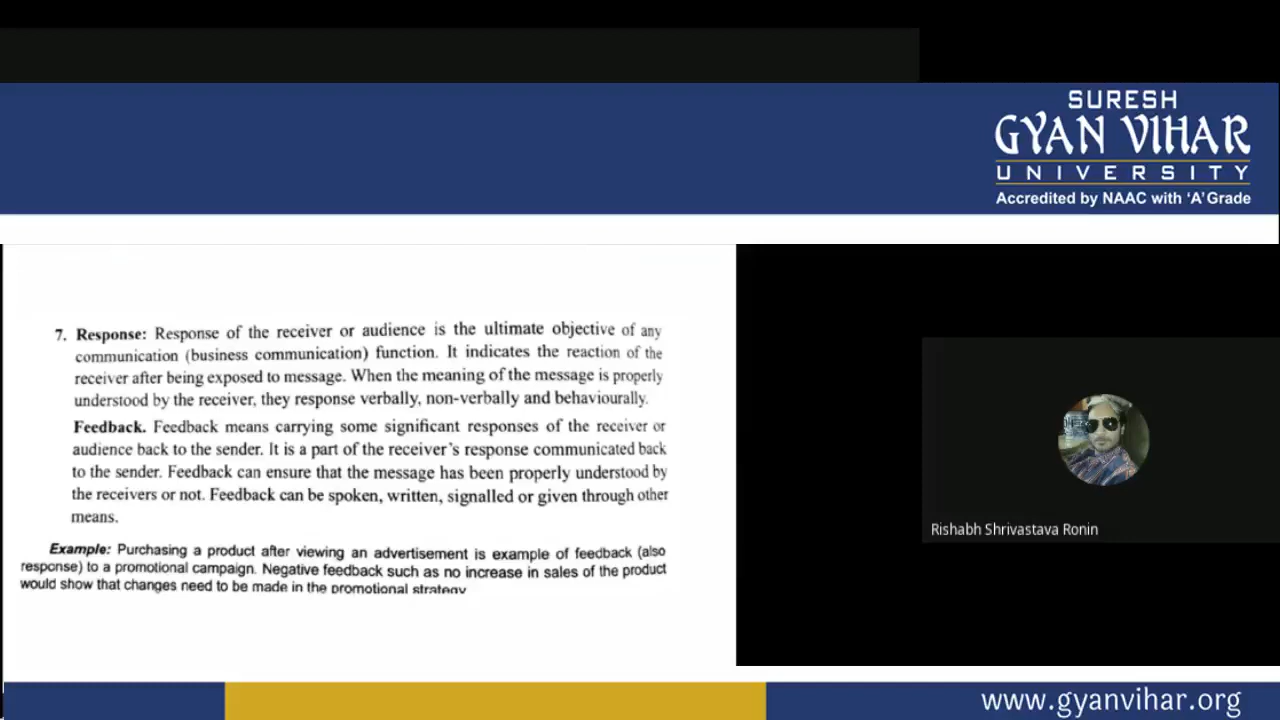 SURESH
GYAN VIHAR
UNIVERSITY
Accredited by NAAC with ‘A’ Grade
7. Response: Response of the receiver or audience is the ultimate objective of any
communication (business communication) function. It indicates the reaction of the
receiver after being exposed to message. When the meaning of the message is properly
understood by the receiver, they response verbally, non-verbally and behaviourally.
Feedback. Feedback means carrying some significant responses of the receiver or
audience back to the sender. It is a part of the receiver's response communicated back
to the sender. Feedback can ensure that the message has been properly understood by
the receivers or not. Feedback can be spoken, written, signalled or given through other
means.
Example: Purchasing a product after viewing an advertisement is example of feedback (also
response) to a promotional campaign. Negative feedback such as no increase in sales of the product
would show that changes need to be made in the promotional strategy
Rishabh Shrivastava Ronin
www.gyanvihar.org